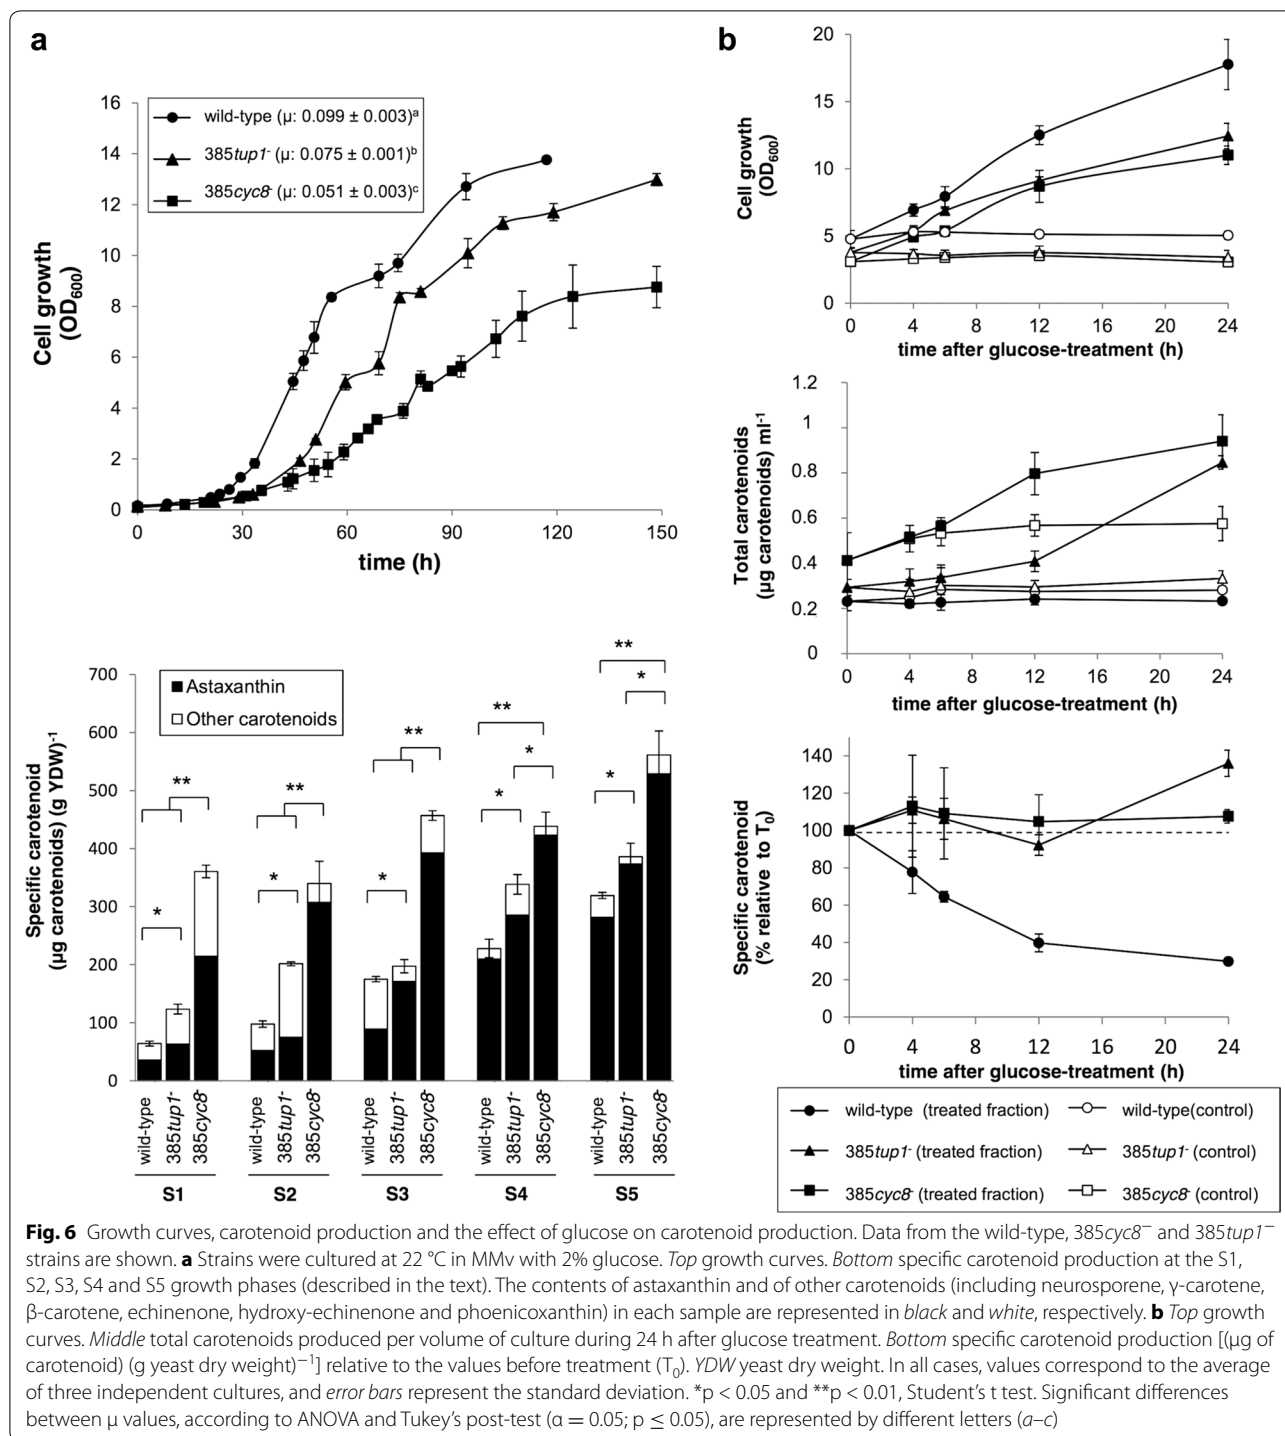 a
16
14
12
10
8
6
4
2
0
Cell growth
(OD600)
wild-type (µ: 0.099 ± 0.003)a
385tup1- (µ: 0.075 ± 0.001)b
385cyc8- (µ: 0.051 ± 0.003)c
0 30 60 90 120 150
time (h)
700
600
500
400
300
200
100
0
Specific carotenoid
(µg carotenoids) (g YDW)-1
Astaxanthin
Other carotenoids
* ** * ** * ** * * ** * * **
wild-type 385tup1- 385cyc8- wild-type 385tup1- 385cyc8- wild-type 385tup1- 385cyc8- wild-type 385tup1- 385cyc8- wild-type 385tup1- 385cyc8-
S1 S2 S3 S4 S5
b
20
15
10
5
0
Cell growth
(OD600)
0 4 8 12 16 20 24
time after glucose-treatment (h)
1.2
1
0.8
0.6
0.4
0.2
0
Total carotenoids
(µg carotenoids) ml-1
0 4 8 12 16 20 24
time after glucose-treatment (h)
140
120
100
80
60
40
20
0
Specific carotenoid
(% relative to T0)
0 4 8 12 16 20 24
time after glucose-treatment (h)
wild-type (treated fraction) wild-type(control)
385tup1- (treated fraction) 385tup1- (control)
385cyc8- (treated fraction) 385cyc8- (control)
Fig. 6 Growth curves, carotenoid production and the effect of glucose on carotenoid production. Data from the wild-type, 385cyc8− and 385tup1−
strains are shown. a Strains were cultured at 22 °C in MMv with 2% glucose. Top growth curves. Bottom specific carotenoid production at the S1,
S2, S3, S4 and S5 growth phases (described in the text). The contents of astaxanthin and of other carotenoids (including neurosporene, γ-carotene,
β-carotene, echinenone, hydroxy-echinenone and phoenicoxanthin) in each sample are represented in black and white, respectively. b Top growth
curves. Middle total carotenoids produced per volume of culture during 24 h after glucose treatment. Bottom specific carotenoid production [(µg of
carotenoid) (g yeast dry weight)−1] relative to the values before treatment (T0). YDW yeast dry weight. In all cases, values correspond to the average
of three independent cultures, and error bars represent the standard deviation. *p < 0.05 and **p < 0.01, Student’s t test. Significant differences
between µ values, according to ANOVA and Tukey’s post-test (α = 0.05; p ≤ 0.05), are represented by different letters (a–c)